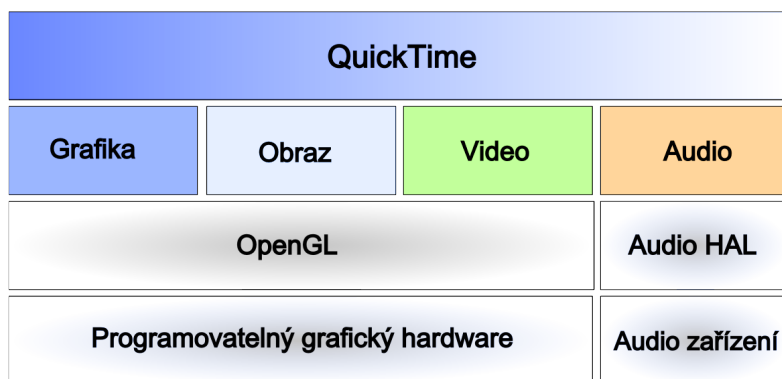 QuickTime
Grafika
Obraz
Video
Audio
OpenGL
Audio HAL
Programovatelný grafický hardware
Audio zařízení